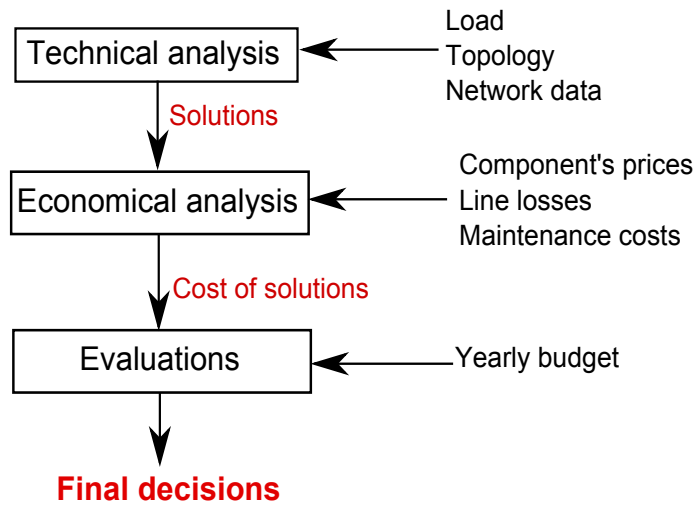 Load
Technical analysis
Topology
Network data
Solutions
Component's prices
Economical analysis
Line losses
Maintenance costs
Cost of solutions
Evaluations
Yearly budget
Final decisions